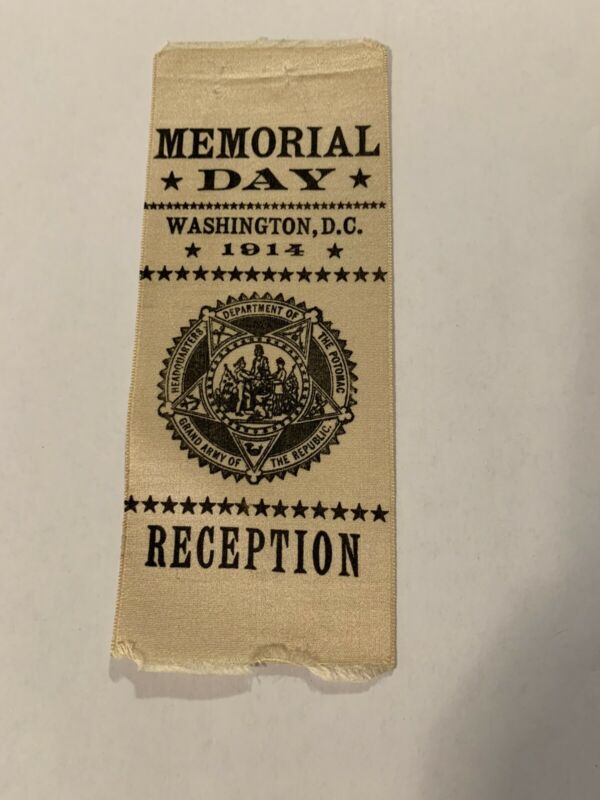 MEMORIAL
★ DAY ★
WASHINGTON, D.C.
★ 1914 ★
HEADQUARTERS DEPARTMENT OF THE POTOMAC
GRAND ARMY OF THE REPUBLIC.
RECEPTION